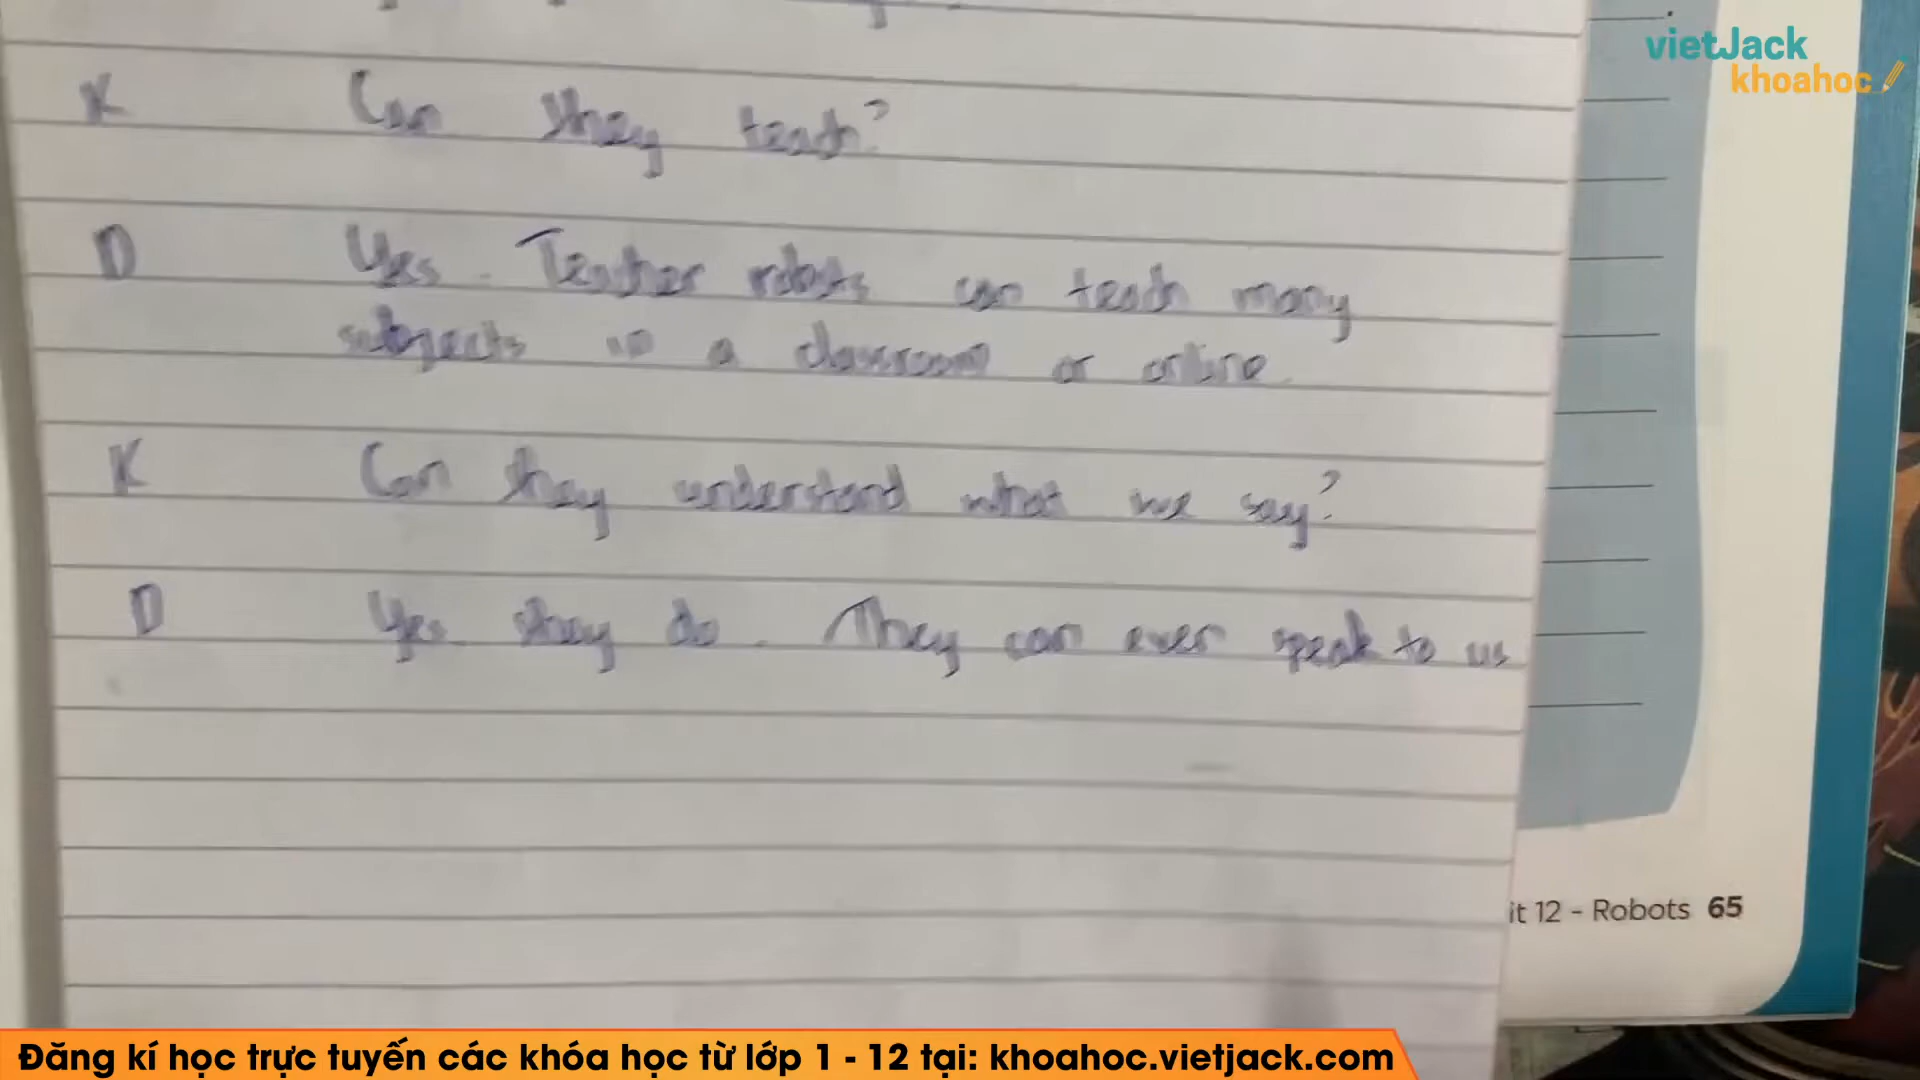 vietJack
khoahoc
K Can they teach?
D Yes. Teacher robots can teach many
subjects in a classroom or online.
K Can they understand what we say?
D Yes they do. They can even speak to us
it 12 - Robots 65
Đăng kí học trực tuyến các khóa học từ lớp 1 - 12 tại: khoahoc.vietjack.com